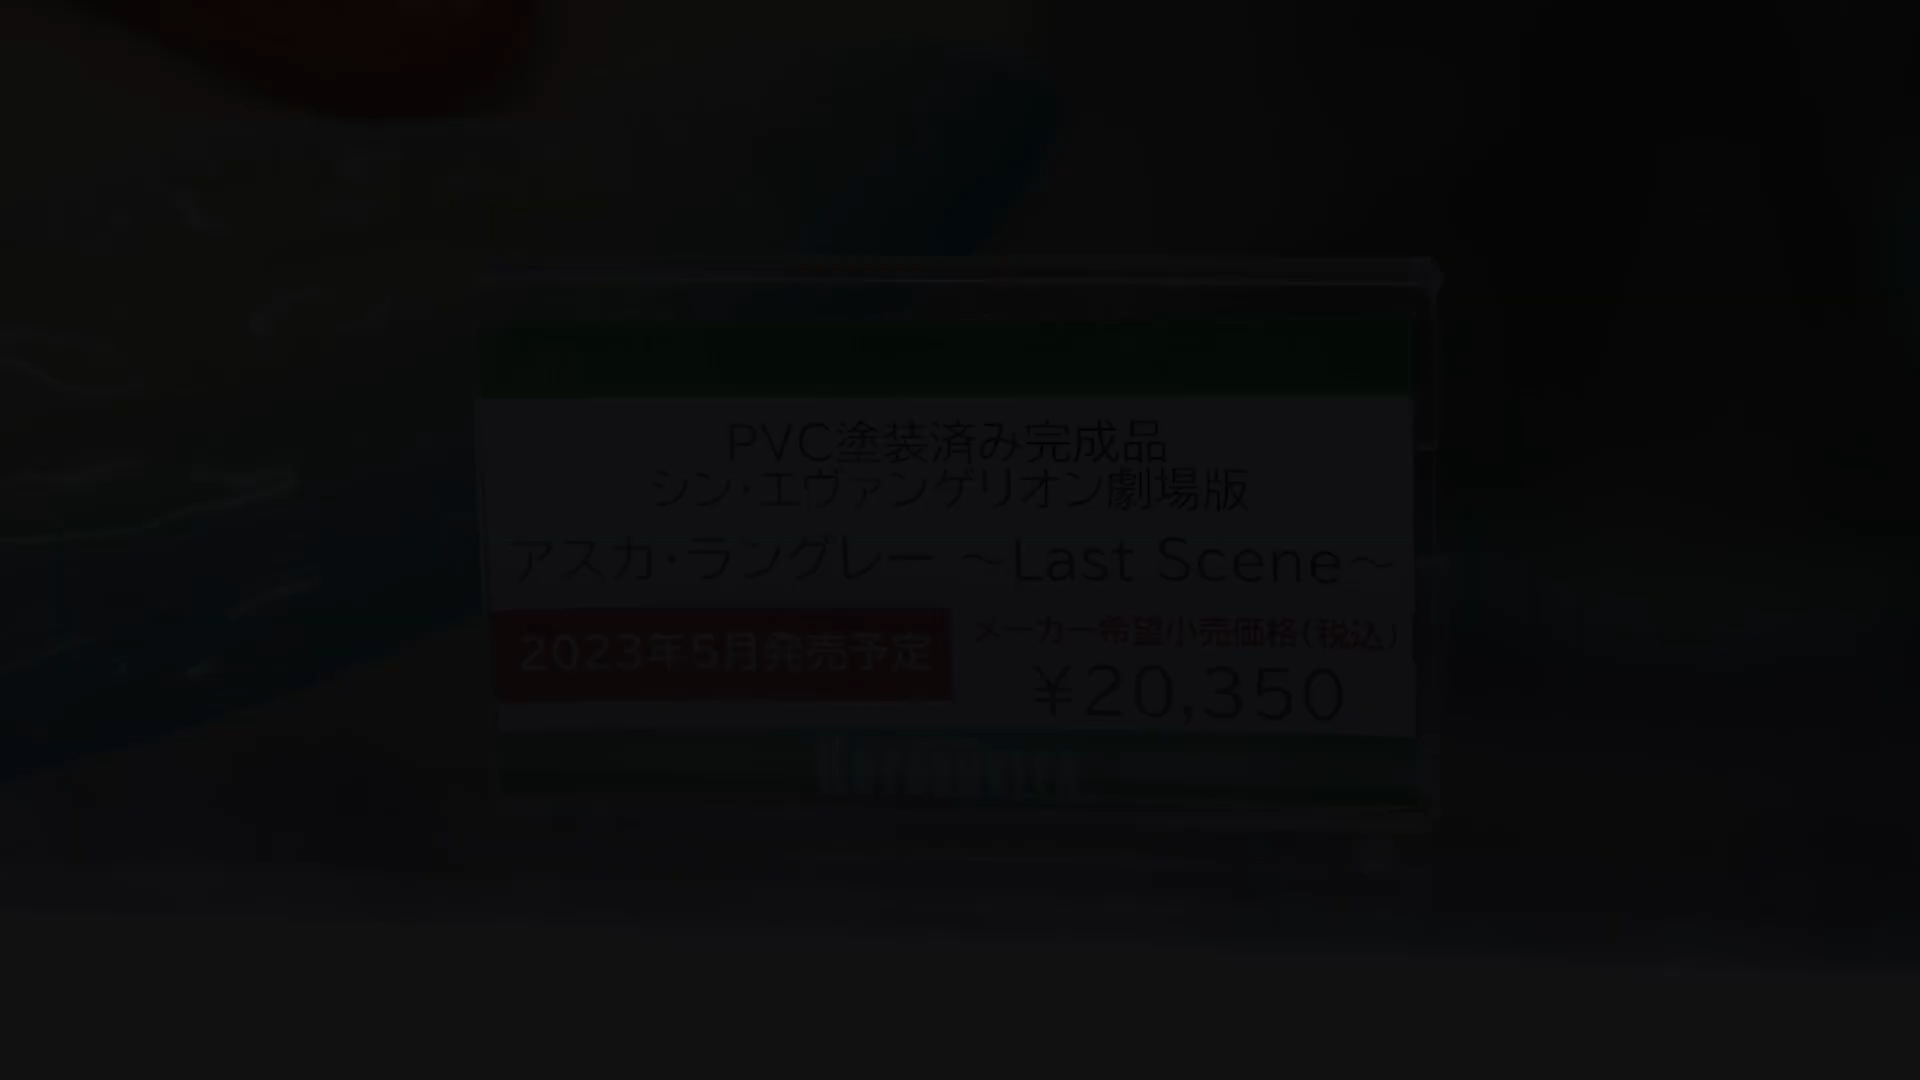 PVC塗装済み完成品
シン・エヴァンゲリオン劇場版
アスカ・ラングレー ～Last Scene～
2023年5月発売予定
メーカー希望小売価格(税込)
¥20,350